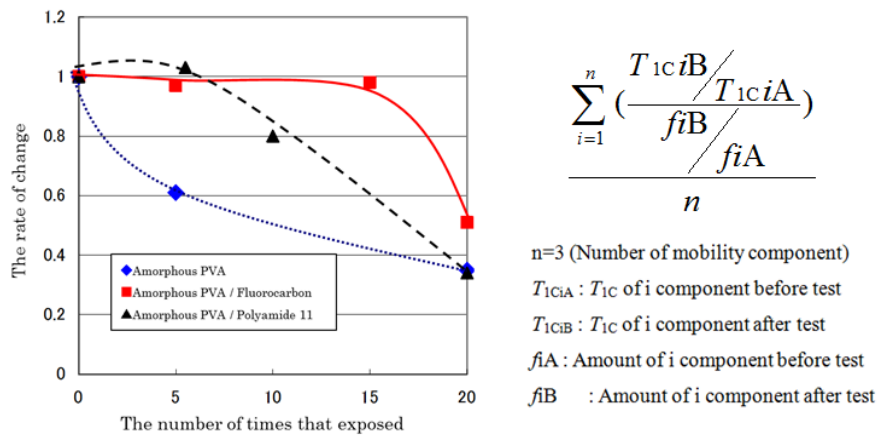 1.2
1
0.8
0.6
0.4
0.2
0
0
5
10
15
20
The rate of change
The number of times that exposed
Amorphous PVA
Amorphous PVA / Fluorocarbon
Amorphous PVA / Polyamide 11
n
∑ (
i=1
T1CiB/T1CiA
fiB/fiA
)
n
n=3 (Number of mobility component)
T1CiA : T1C of i component before test
T1CiB : T1C of i component after test
fiA : Amount of i component before test
fiB : Amount of i component after test